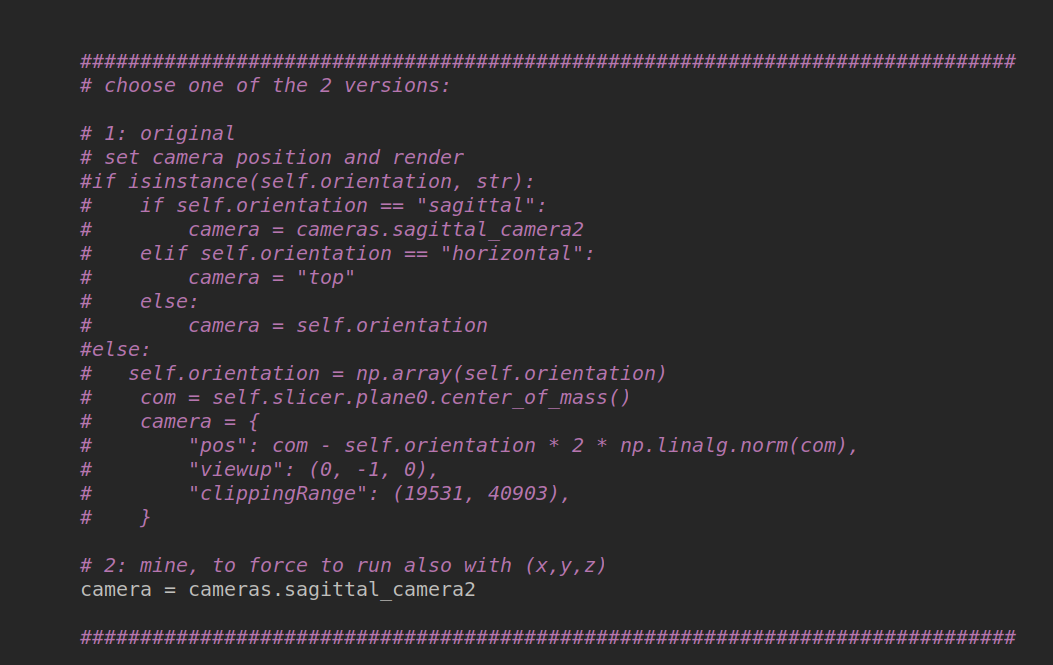 ##############################################################################
# choose one of the 2 versions:

# 1: original
# set camera position and render
#if isinstance(self.orientation, str):
#    if self.orientation == "sagittal":
#        camera = cameras.sagittal_camera2
#    elif self.orientation == "horizontal":
#        camera = "top"
#    else:
#        camera = self.orientation
#else:
#   self.orientation = np.array(self.orientation)
#    com = self.slicer.plane0.center_of_mass()
#    camera = {
#        "pos": com - self.orientation * 2 * np.linalg.norm(com),
#        "viewup": (0, -1, 0),
#        "clippingRange": (19531, 40903),
#    }

# 2: mine, to force to run also with (x,y,z)
camera = cameras.sagittal_camera2

##############################################################################